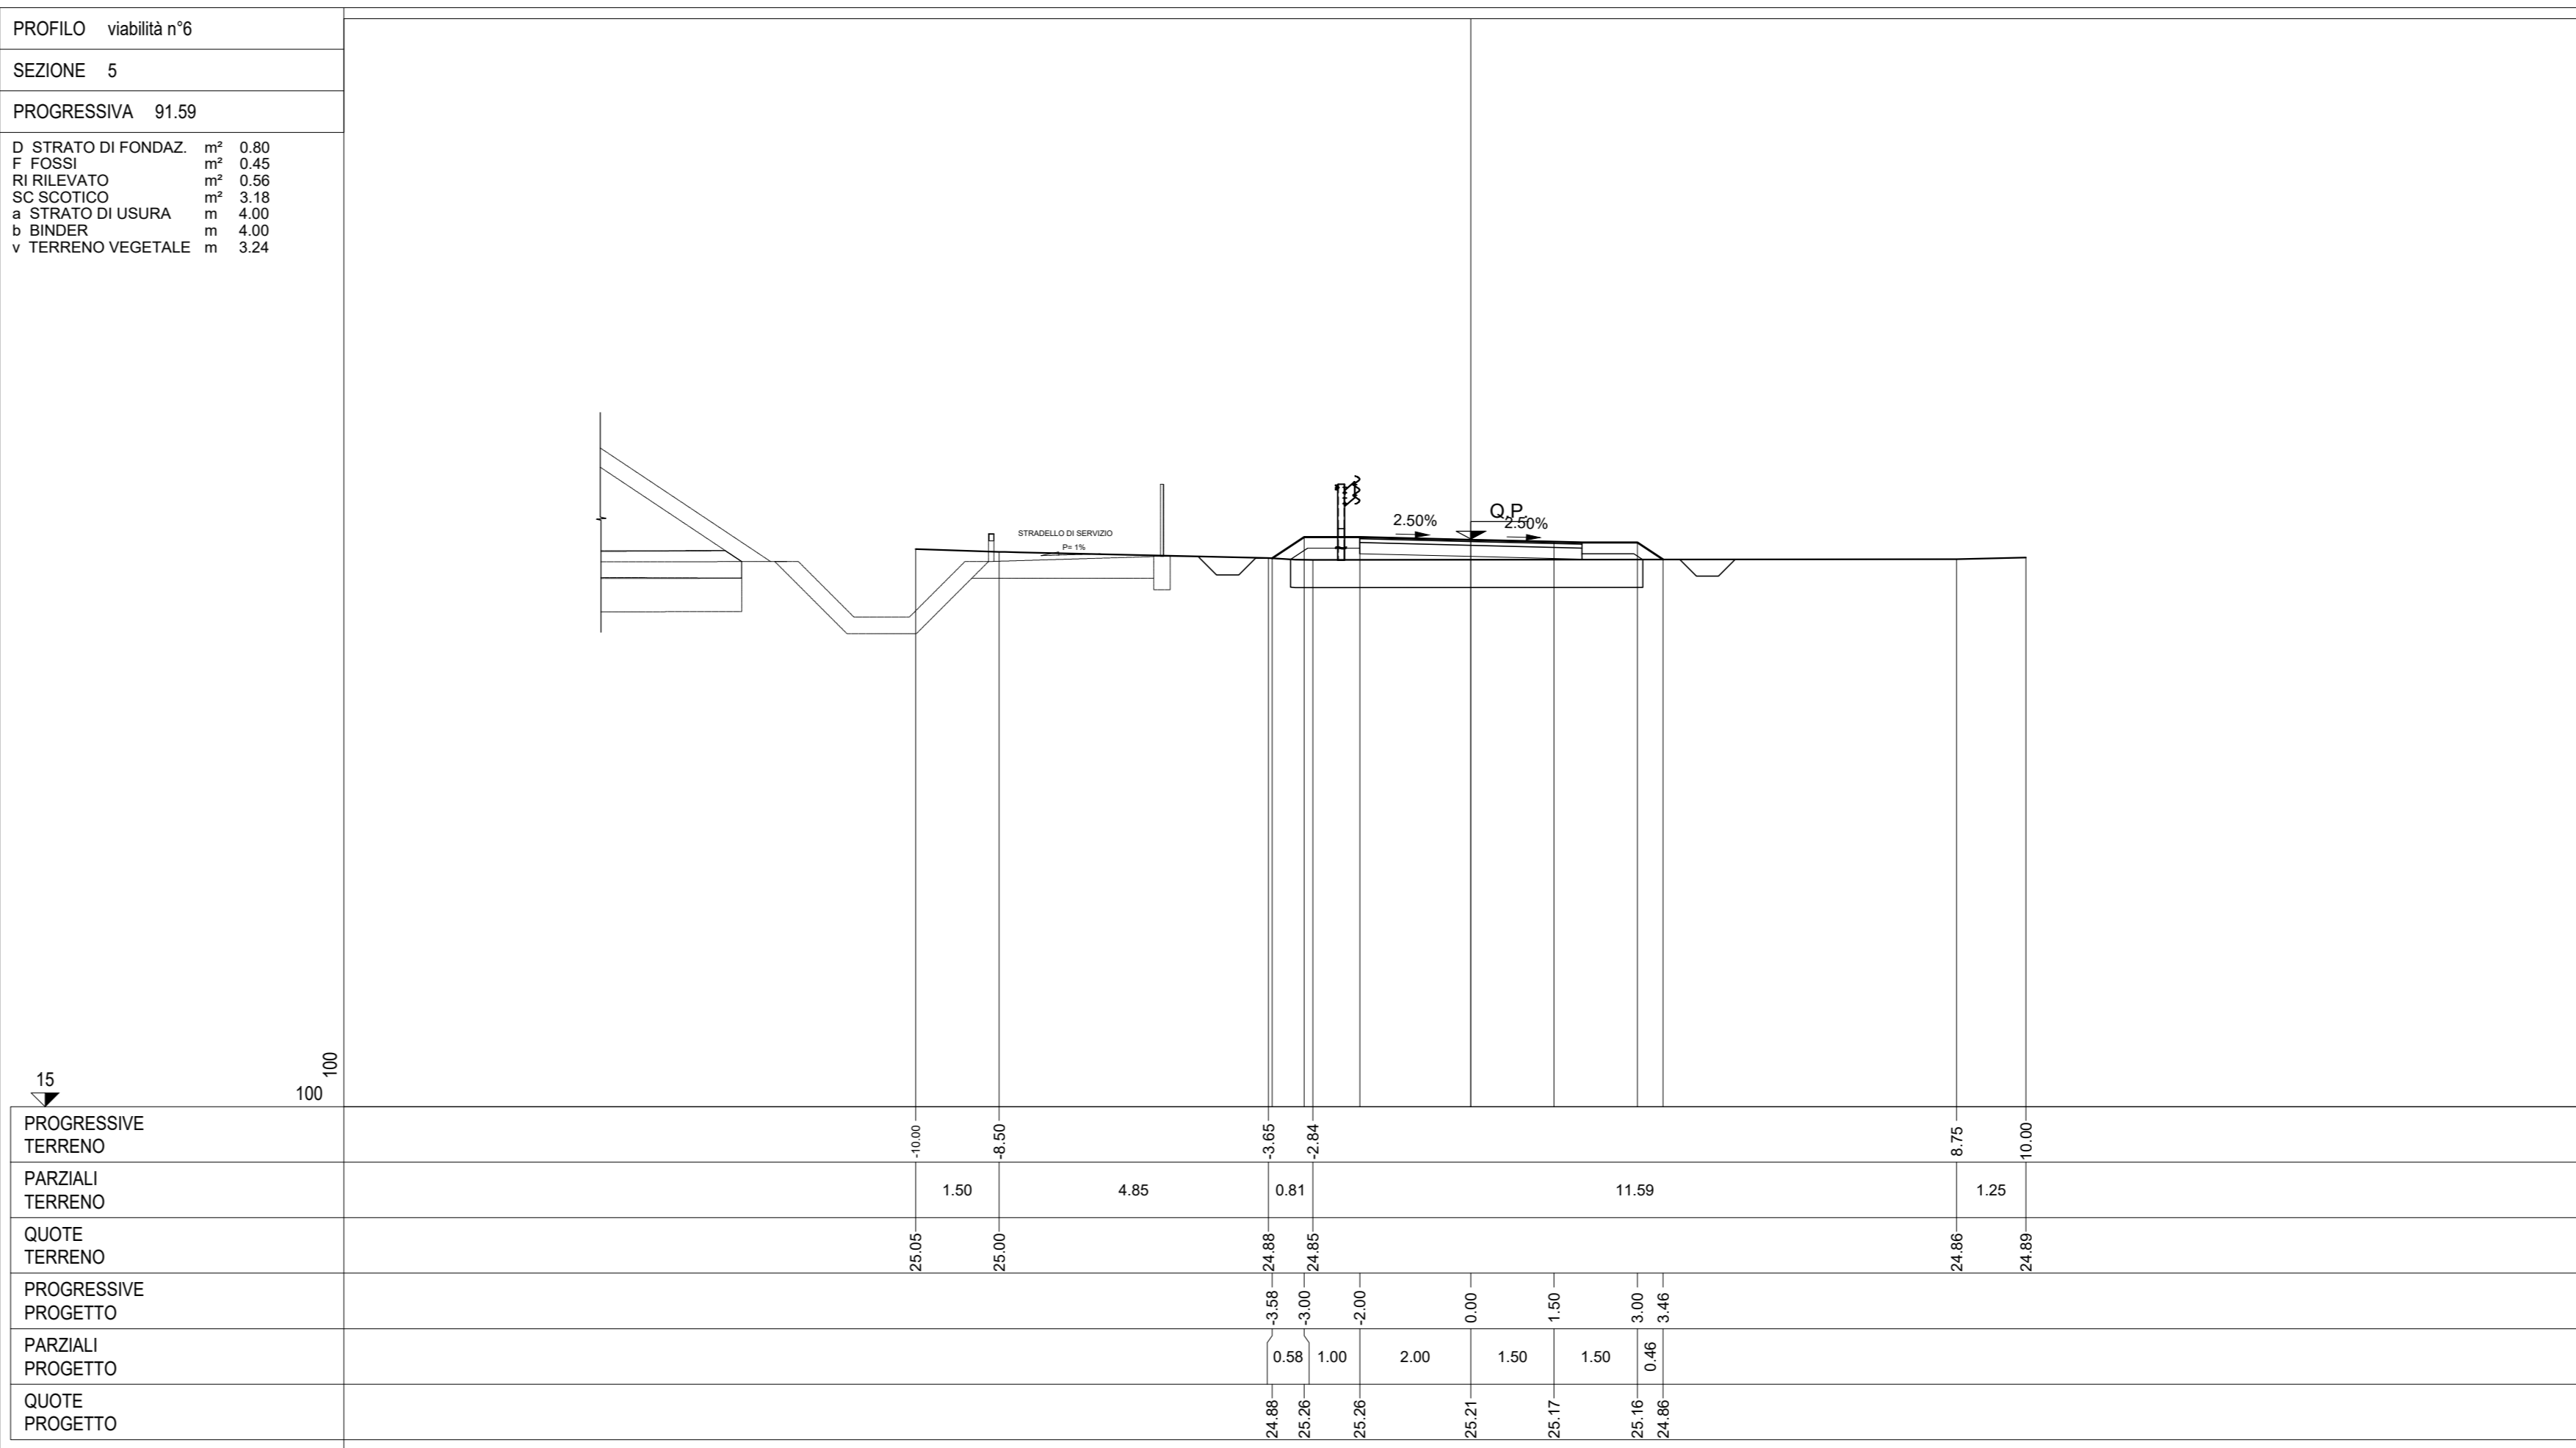 PROFILO viabilità n°6
SEZIONE 5
PROGRESSIVA 91.59
D STRATO DI FONDAZ. m² 0.80
F FOSSI m² 0.45
RI RILEVATO m² 0.56
SC SCOTICO m² 3.18
a STRATO DI USURA m 4.00
b BINDER m 4.00
v TERRENO VEGETALE m 3.24
STRADELLO DI SERVIZIO
P= 1%
2.50%
Q.P.
2.50%
15
100
100
PROGRESSIVE
TERRENO
-10.00 -8.50 -3.65 -2.84 8.75 10.00
PARZIALI
TERRENO
1.50 4.85 0.81 11.59 1.25
QUOTE
TERRENO
25.05 25.00 24.88 24.85 24.86 24.89
PROGRESSIVE
PROGETTO
-3.58 -3.00 -2.00 0.00 1.50 3.00 3.46
PARZIALI
PROGETTO
0.58 1.00 2.00 1.50 1.50 0.46
QUOTE
PROGETTO
24.88 25.26 25.26 25.21 25.17 25.16 24.86